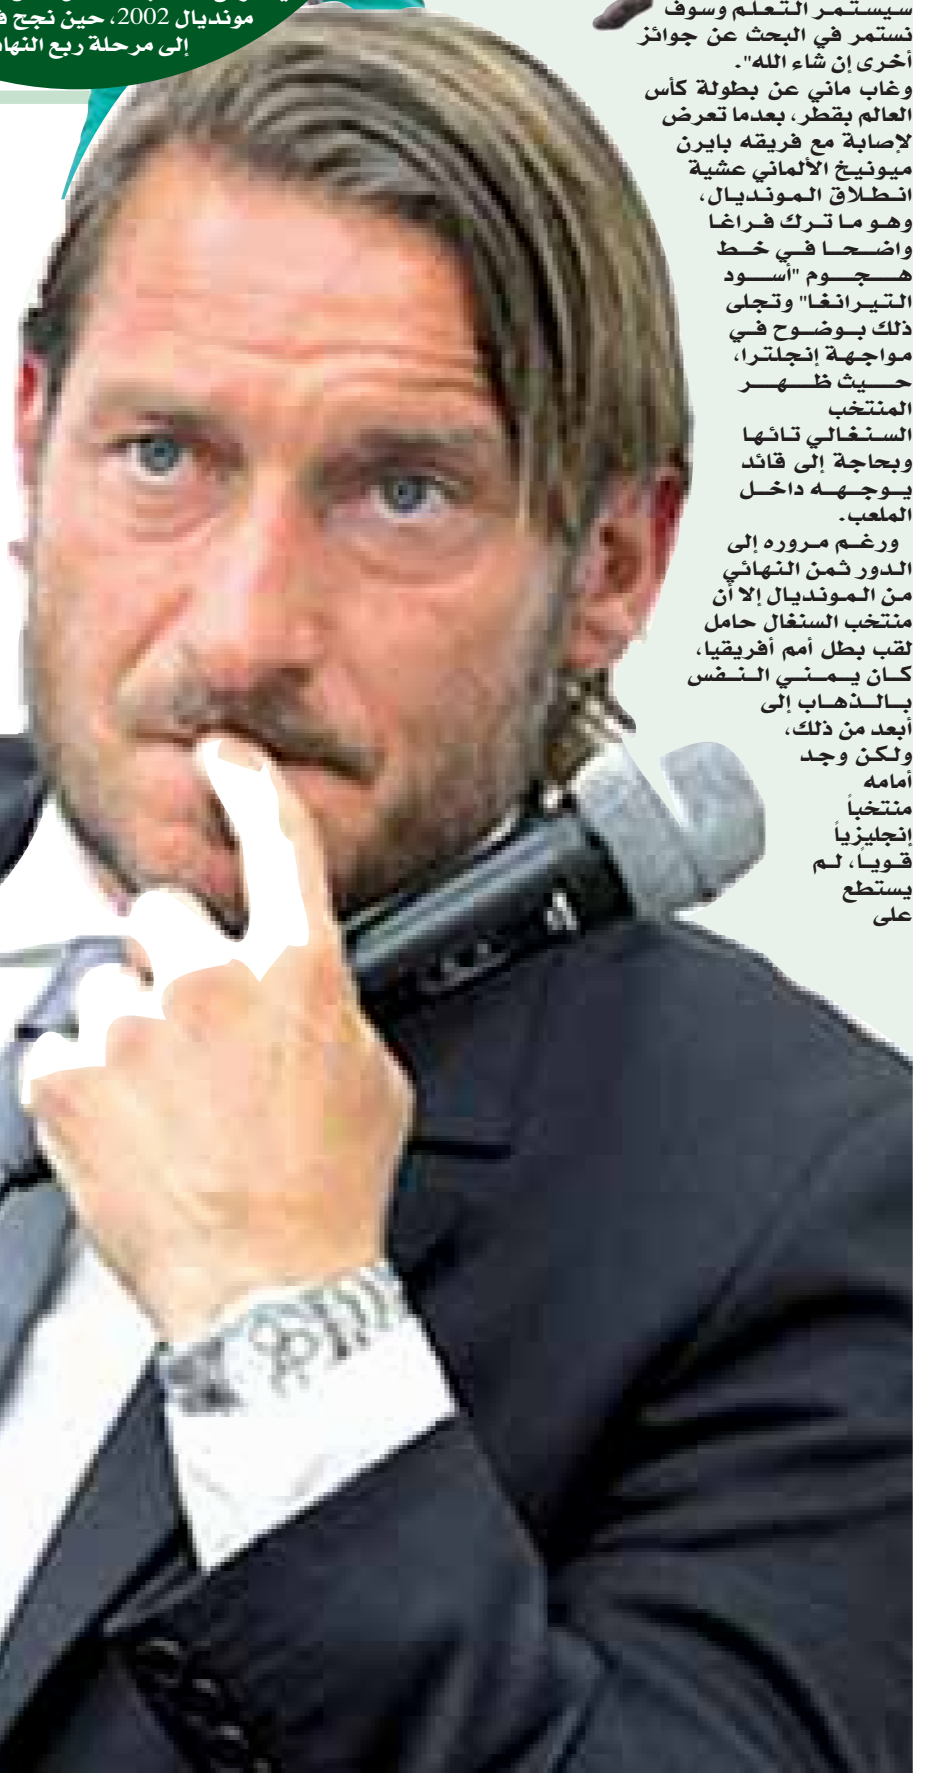 مونديال 2002، حين نجح
إلى مرحلة ربع
سيستمر التعلم وسوف
نستمر في البحث عن جوائز
أخرى إن شاء الله".
وغاب ماني عن بطولة كأس
العالم بقطر، بعدما تعرض
لإصابة مع فريقه بايرن
ميونيخ الألماني عشية
انطلاق المونديال،
وهو ما ترك فراغا
واضحا في خط
هجوم "أسود
التيرانغا" وتجلى
ذلك بوضوح في
مواجهة إنجلترا،
حيث ظهر
المنتخب
السنغالي تائها
وبحاجة إلى قائد
يوجهه داخل
الملعب.
ورغم مروره إلى
الدور ثمن النهائي
من المونديال إلا أن
منتخب السنغال حامل
لقب بطل أمم أفريقيا،
كان يمني النفس
بالذهاب إلى
أبعد من ذلك،
ولكن وجد
أمامه
منتخباً
إنجليزياً
قوياً، لم
يستطع
على